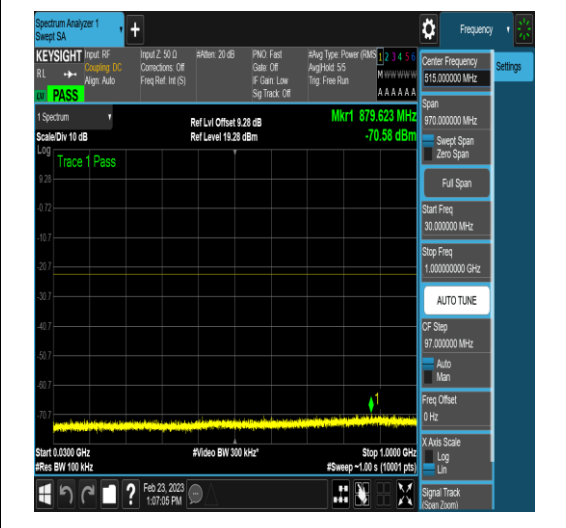 Spectrum Analyzer 1
Swept SA
+
Frequency
KEYSIGHT Input: RF
RL
Coupling: DC
Align: Auto
PASS
Input Z: 50 Ω
Corrections: Off
Freq Ref: Int (S)
#Atten: 20 dB
PNO: Fast
Gate: Off
IF Gain: Low
Sig Track: Off
#Avg Type: Power (RMS
Avg|Hold: 5/5
Trig: Free Run
1 2 3 4 5 6
M W W W W W
A A A A A A
1 Spectrum
Scale/Div 10 dB
Ref Lvl Offset 9.28 dB
Ref Level 19.28 dBm
Mkr1 879.623 MHz
-70.58 dBm
Log
Trace 1 Pass
9.28
-0.72
-10.7
-20.7
-30.7
-40.7
-50.7
-60.7
-70.7
1
Start 0.0300 GHz
#Res BW 100 kHz
#Video BW 300 kHz*
Stop 1.0000 GHz
#Sweep ~1.00 s (10001 pts)
?
Feb 23, 2023
1:07:05 PM
Center Frequency
515.000000 MHz
Settings
Span
970.000000 MHz
Swept Span
Zero Span
Full Span
Start Freq
30.000000 MHz
Stop Freq
1.000000000 GHz
AUTO TUNE
CF Step
97.000000 MHz
Auto
Man
Freq Offset
0 Hz
X Axis Scale
Log
Lin
Signal Track
(Span Zoom)